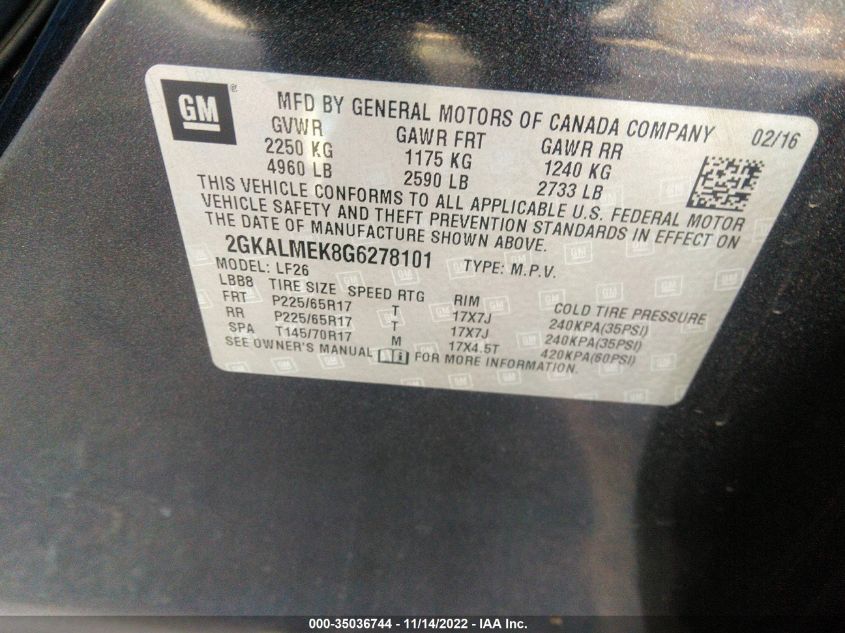 GM
MFD BY GENERAL MOTORS OF CANADA COMPANY 02/16
GVWR GAWR FRT GAWR RR
2250 KG 1175 KG 1240 KG
4960 LB 2590 LB 2733 LB
THIS VEHICLE CONFORMS TO ALL APPLICABLE U.S. FEDERAL MOTOR
VEHICLE SAFETY AND THEFT PREVENTION STANDARDS IN EFFECT ON
THE DATE OF MANUFACTURE SHOWN ABOVE.
2GKALMEK8G6278101 TYPE: M.P.V.
MODEL: LF26
LBB8 TIRE SIZE SPEED RTG RIM COLD TIRE PRESSURE
FRT P225/65R17 T 17X7J 240KPA(35PSI)
RR P225/65R17 T 17X7J 240KPA(35PSI)
SPA T145/70R17 M 17X4.5T 420KPA(60PSI)
SEE OWNER'S MANUAL FOR MORE INFORMATION.
000-35036744 - 11/14/2022 - IAA Inc.